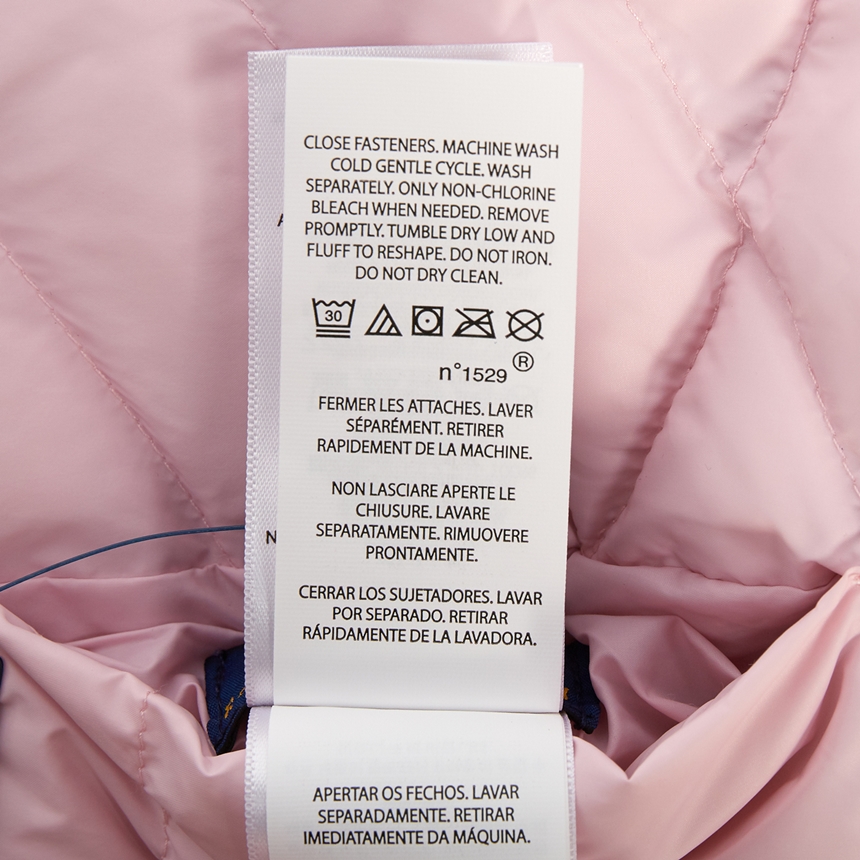 CLOSE FASTENERS. MACHINE WASH
COLD GENTLE CYCLE. WASH
SEPARATELY. ONLY NON-CHLORINE
BLEACH WHEN NEEDED. REMOVE
PROMPTLY. TUMBLE DRY LOW AND
FLUFF TO RESHAPE. DO NOT IRON.
DO NOT DRY CLEAN.
30
n°1529 ®
FERMER LES ATTACHES. LAVER
SÉPARÉMENT. RETIRER
RAPIDEMENT DE LA MACHINE.
NON LASCIARE APERTE LE
CHIUSURE. LAVARE
SEPARATAMENTE. RIMUOVERE
PRONTAMENTE.
CERRAR LOS SUJETADORES. LAVAR
POR SEPARADO. RETIRAR
RÁPIDAMENTE DE LA LAVADORA.
APERTAR OS FECHOS. LAVAR
SEPARADAMENTE. RETIRAR
IMEDIATAMENTE DA MÁQUINA.